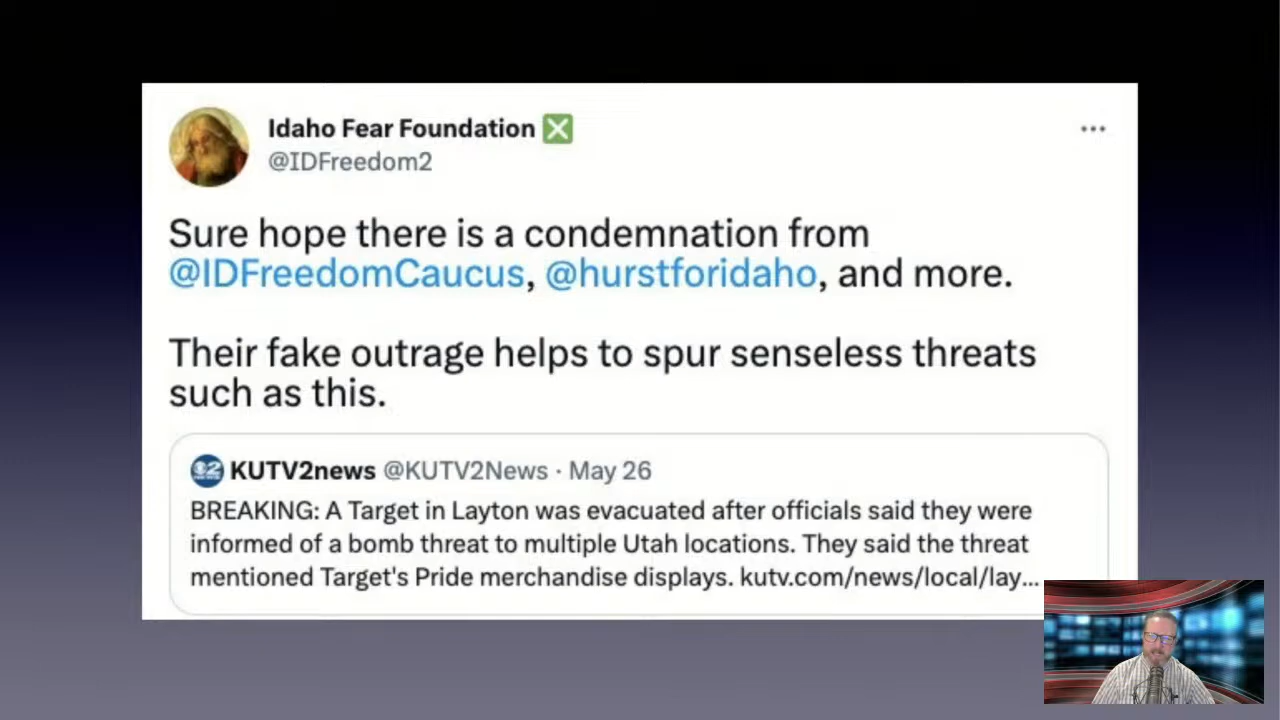 Idaho Fear Foundation ❎
@IDFreedom2
Sure hope there is a condemnation from
@IDFreedomCaucus, @hurstforidaho, and more.
Their fake outrage helps to spur senseless threats
such as this.
KUTV2news @KUTV2News · May 26
BREAKING: A Target in Layton was evacuated after officials said they were
informed of a bomb threat to multiple Utah locations. They said the threat
mentioned Target's Pride merchandise displays. kutv.com/news/local/lay...